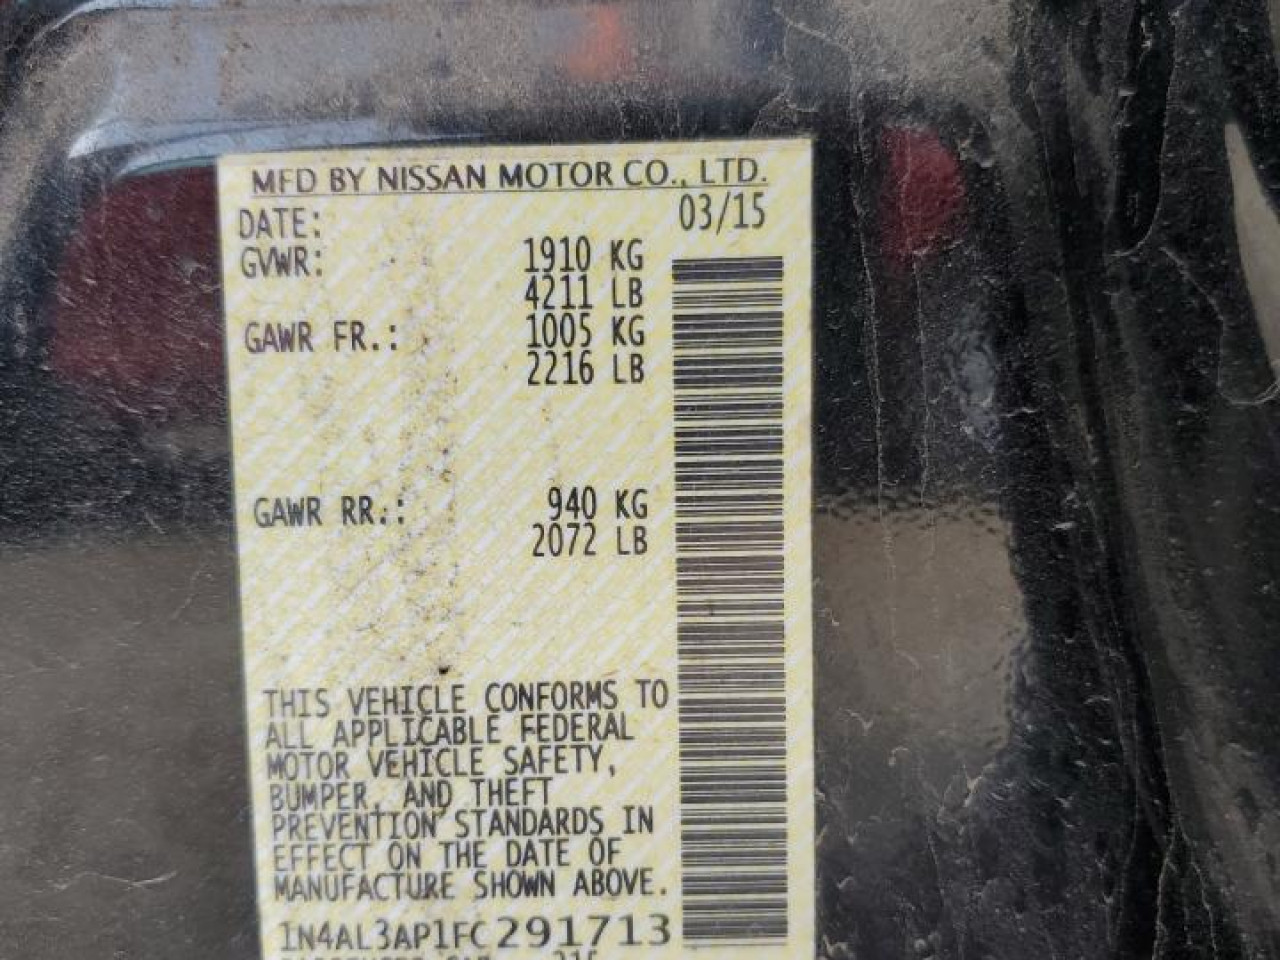 MFD BY NISSAN MOTOR CO., LTD.
DATE: 03/15
GVWR: 1910 KG
4211 LB
GAWR FR.: 1005 KG
2216 LB
GAWR RR.: 940 KG
2072 LB
THIS VEHICLE CONFORMS TO
ALL APPLICABLE FEDERAL
MOTOR VEHICLE SAFETY,
BUMPER, AND THEFT
PREVENTION STANDARDS IN
EFFECT ON THE DATE OF
MANUFACTURE SHOWN ABOVE.
1N4AL3AP1FC291713